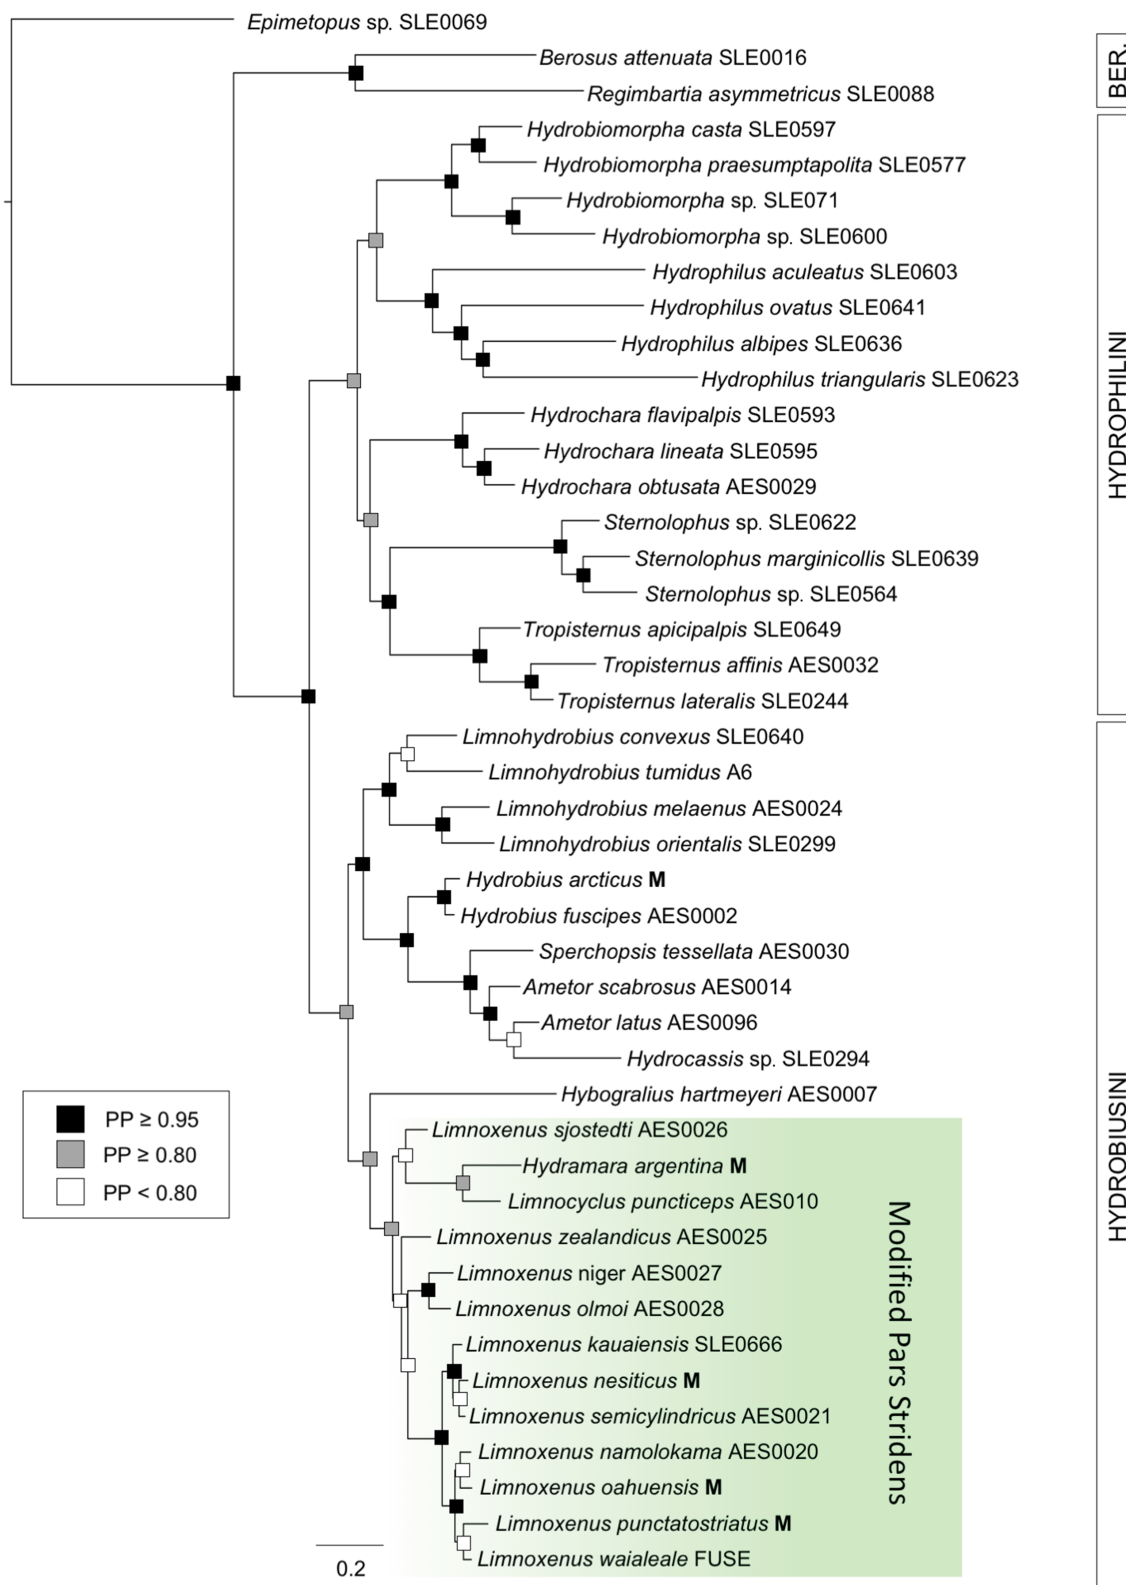 Epimetopus sp. SLE0069
Berosus attenuata SLE0016
Regimbartia asymmetricus SLE0088
BER.
Hydrobiomorpha casta SLE0597
Hydrobiomorpha praesumptapolita SLE0577
Hydrobiomorpha sp. SLE071
Hydrobiomorpha sp. SLE0600
Hydrophilus aculeatus SLE0603
Hydrophilus ovatus SLE0641
Hydrophilus albipes SLE0636
Hydrophilus triangularis SLE0623
Hydrochara flavipalpis SLE0593
Hydrochara lineata SLE0595
Hydrochara obtusata AES0029
Sternolophus sp. SLE0622
Sternolophus marginicollis SLE0639
Sternolophus sp. SLE0564
Tropisternus apicipalpis SLE0649
Tropisternus affinis AES0032
Tropisternus lateralis SLE0244
HYDROPHILINI
Limnohydrobius convexus SLE0640
Limnohydrobius tumidus A6
Limnohydrobius melaenus AES0024
Limnohydrobius orientalis SLE0299
Hydrobius arcticus M
Hydrobius fuscipes AES0002
Sperchopsis tessellata AES0030
Ametor scabrosus AES0014
Ametor latus AES0096
Hydrocassis sp. SLE0294
Hybogralius hartmeyeri AES0007
Limnoxenus sjostedti AES0026
Hydramara argentina M
Limnocyclus puncticeps AES010
Limnoxenus zealandicus AES0025
Limnoxenus niger AES0027
Limnoxenus olmoi AES0028
Limnoxenus kauaiensis SLE0666
Limnoxenus nesiticus M
Limnoxenus semicylindricus AES0021
Limnoxenus namolokama AES0020
Limnoxenus oahuensis M
Limnoxenus punctatostriatus M
Limnoxenus waialeale FUSE
Modified Pars Stridens
HYDROBIUSINI
PP ≥ 0.95
PP ≥ 0.80
PP < 0.80
0.2